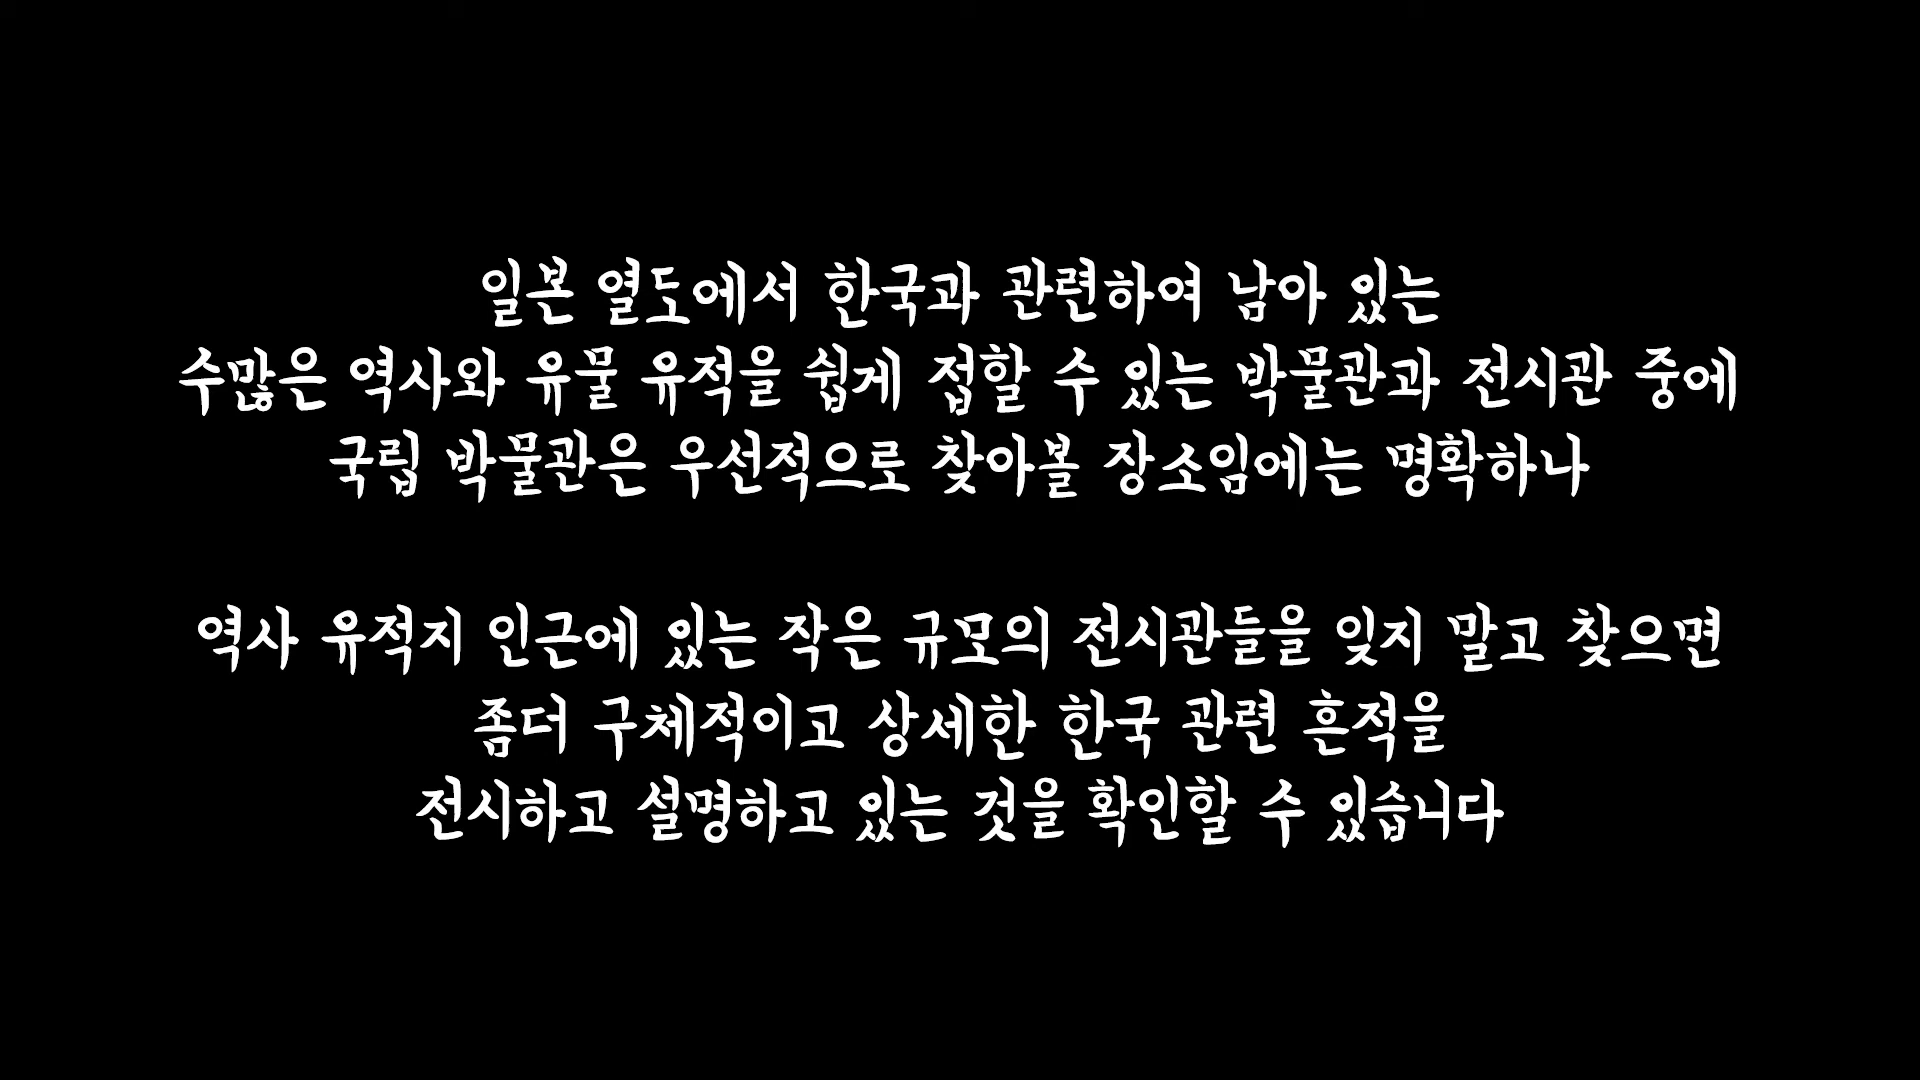 일본 열도에서 한국과 관련하여 남아 있는
수많은 역사와 유물 유적을 쉽게 접할 수 있는 박물관과 전시관 중에
국립 박물관은 우선적으로 찾아볼 장소임에는 명확하나
역사 유적지 인근에 있는 작은 규모의 전시관들을 잊지 말고 찾으면
좀더 구체적이고 상세한 한국 관련 흔적을
전시하고 설명하고 있는 것을 확인할 수 있습니다